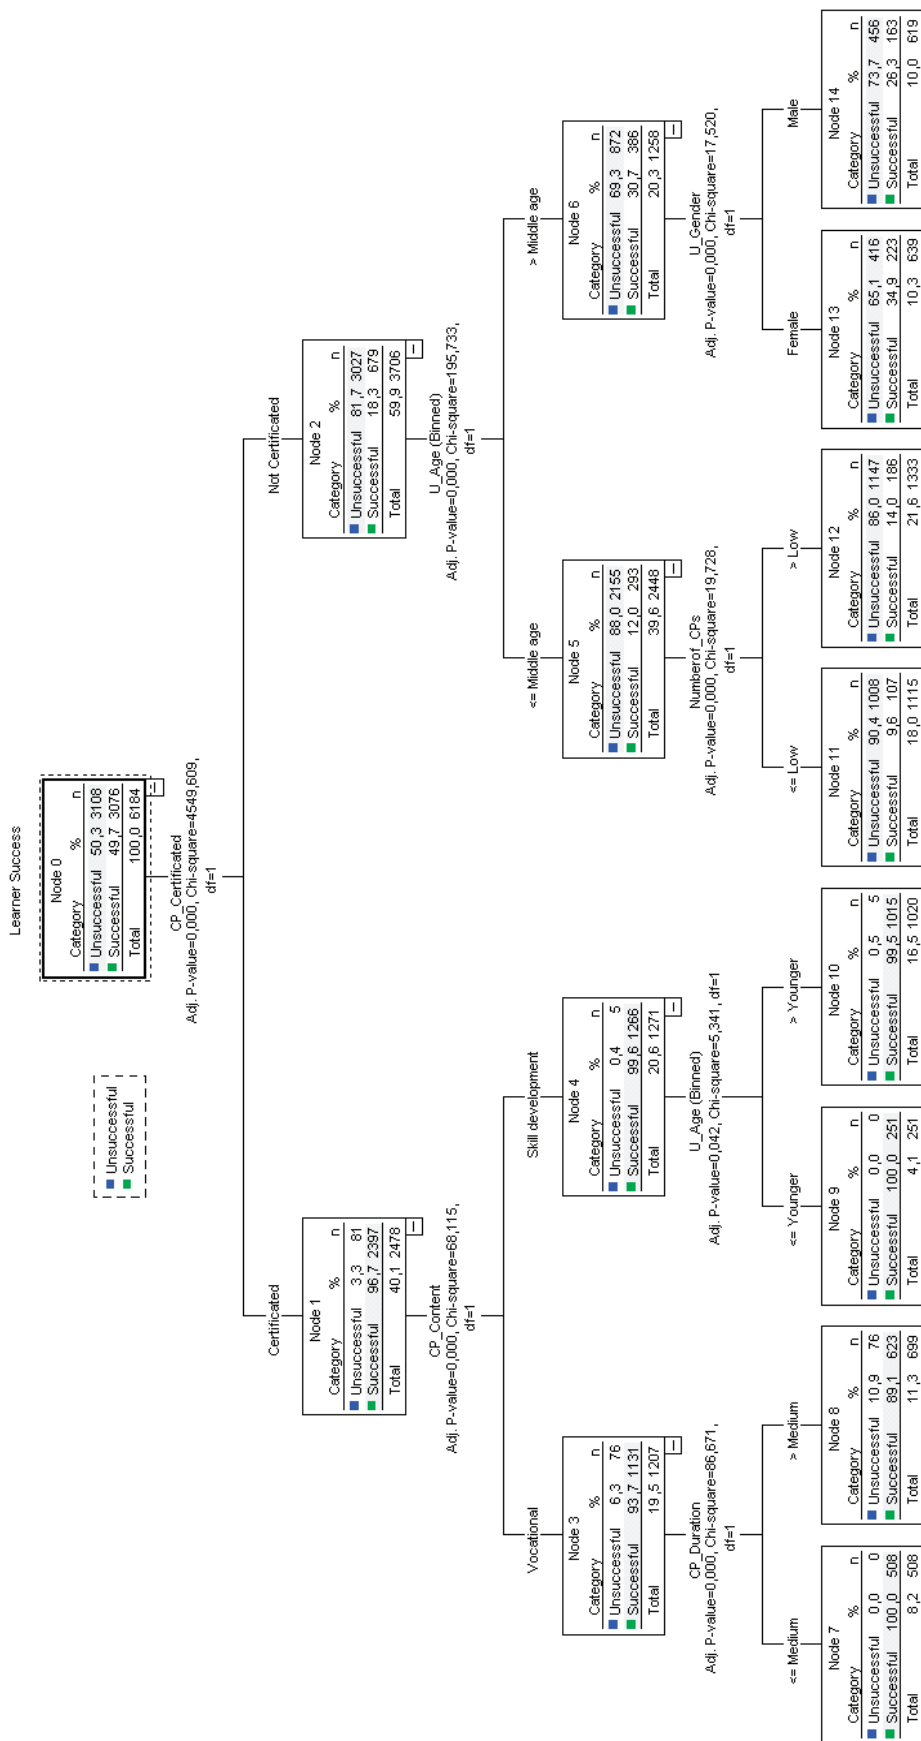 Learner Success
Unsuccessful
Successful
Node 0
Category % n
Unsuccessful 50,3 3108
Successful 49,7 3076
Total 100,0 6184
CP_Certificated
Adj. P-value=0,000, Chi-square=4549,609,
df=1
Certificated
Not Certificated
Node 1
Category % n
Unsuccessful 3,3 81
Successful 96,7 2397
Total 40,1 2478
CP_Content
Adj. P-value=0,000, Chi-square=68,115,
df=1
Node 2
Category % n
Unsuccessful 81,7 3027
Successful 18,3 679
Total 59,9 3706
U_Age (Binned)
Adj. P-value=0,000, Chi-square=195,733,
df=1
Vocational
Skill development
<= Middle age
> Middle age
Node 3
Category % n
Unsuccessful 6,3 76
Successful 93,7 1131
Total 19,5 1207
CP_Duration
Adj. P-value=0,000, Chi-square=86,671,
df=1
Node 4
Category % n
Unsuccessful 0,4 5
Successful 99,6 1266
Total 20,6 1271
U_Age (Binned)
Adj. P-value=0,042, Chi-square=5,341, df=1
Node 5
Category % n
Unsuccessful 88,0 2155
Successful 12,0 293
Total 39,6 2448
Numberof_CPs
Adj. P-value=0,000, Chi-square=19,728,
df=1
Node 6
Category % n
Unsuccessful 69,3 872
Successful 30,7 386
Total 20,3 1258
U_Gender
Adj. P-value=0,000, Chi-square=17,520,
df=1
<= Medium
> Medium
<= Younger
> Younger
<= Low
> Low
Female
Male
Node 7
Category % n
Unsuccessful 0,0 0
Successful 100,0 508
Total 8,2 508
Node 8
Category % n
Unsuccessful 10,9 76
Successful 89,1 623
Total 11,3 699
Node 9
Category % n
Unsuccessful 0,0 0
Successful 100,0 251
Total 4,1 251
Node 10
Category % n
Unsuccessful 0,5 5
Successful 99,5 1015
Total 16,5 1020
Node 11
Category % n
Unsuccessful 90,4 1008
Successful 9,6 107
Total 18,0 1115
Node 12
Category % n
Unsuccessful 86,0 1147
Successful 14,0 186
Total 21,6 1333
Node 13
Category % n
Unsuccessful 65,1 416
Successful 34,9 223
Total 10,3 639
Node 14
Category % n
Unsuccessful 73,7 456
Successful 26,3 163
Total 10,0 619